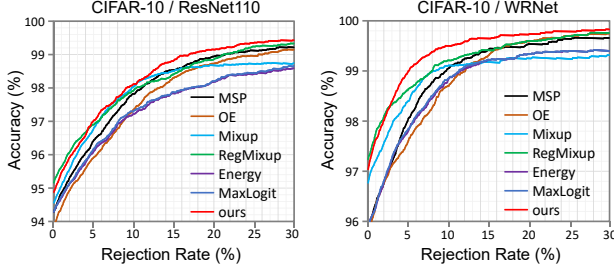 CIFAR-10 / ResNet110
Accuracy (%)
100
99
98
97
96
95
94
0
5
10
15
20
25
30
Rejection Rate (%)
MSP
OE
Mixup
RegMixup
Energy
MaxLogit
ours
CIFAR-10 / WRNet
Accuracy (%)
100
99
98
97
96
0
5
10
15
20
25
30
Rejection Rate (%)
MSP
OE
Mixup
RegMixup
Energy
MaxLogit
ours